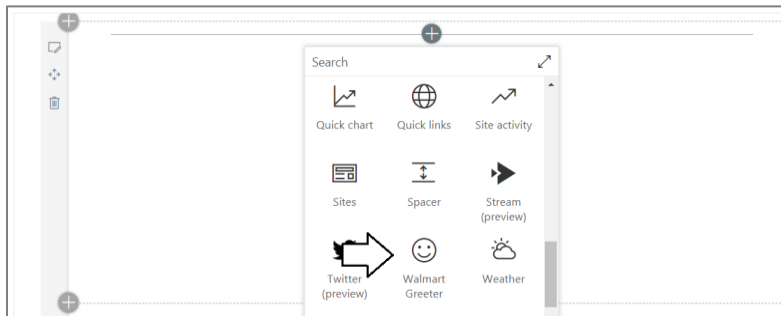 Search
Quick chart Quick links Site activity
Sites Spacer Stream
(preview)
Twitter Walmart Weather
(preview) Greeter